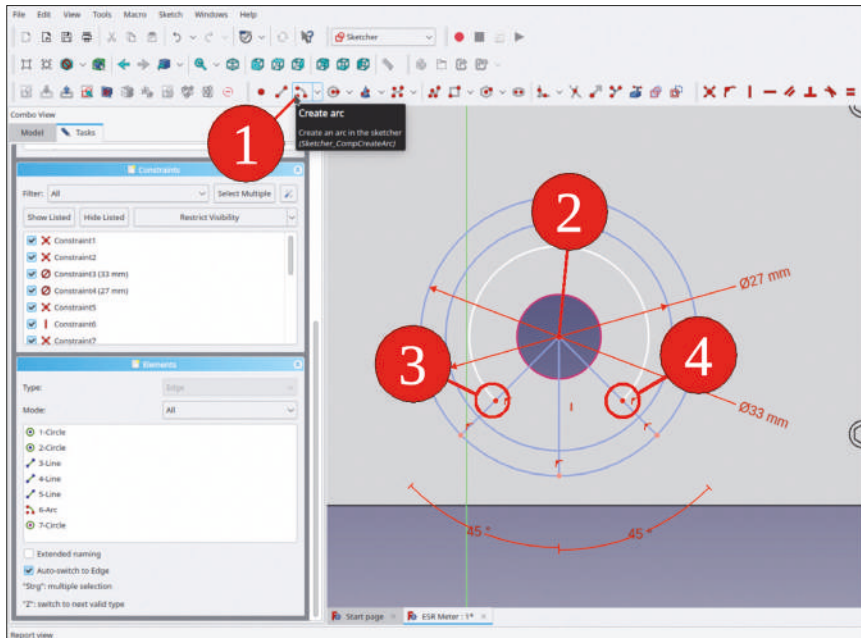 File Edit View Tools Macro Sketch Windows Help
Sketcher
Combo View
Model Tasks
Create arc
Create an arc in the sketcher
(Sketcher_CompCreateArc)
1
Constraints
Filter: All Select Multiple
Show Listed Hide Listed Restrict Visibility
Constraint1
Constraint2
Constraint3 (33 mm)
Constraint4 (27 mm)
Constraint5
Constraint6
Constraint7
Elements
Type: Edge
Mode: All
1-Circle
2-Circle
3-Line
4-Line
5-Line
6-Arc
7-Circle
Extended naming
Auto-switch to Edge
"Strg": multiple selection
"Z": switch to next valid type
Report view
2
Ø27 mm
3
4
Ø33 mm
45 °
45 °
Start page ESR Meter : 1*